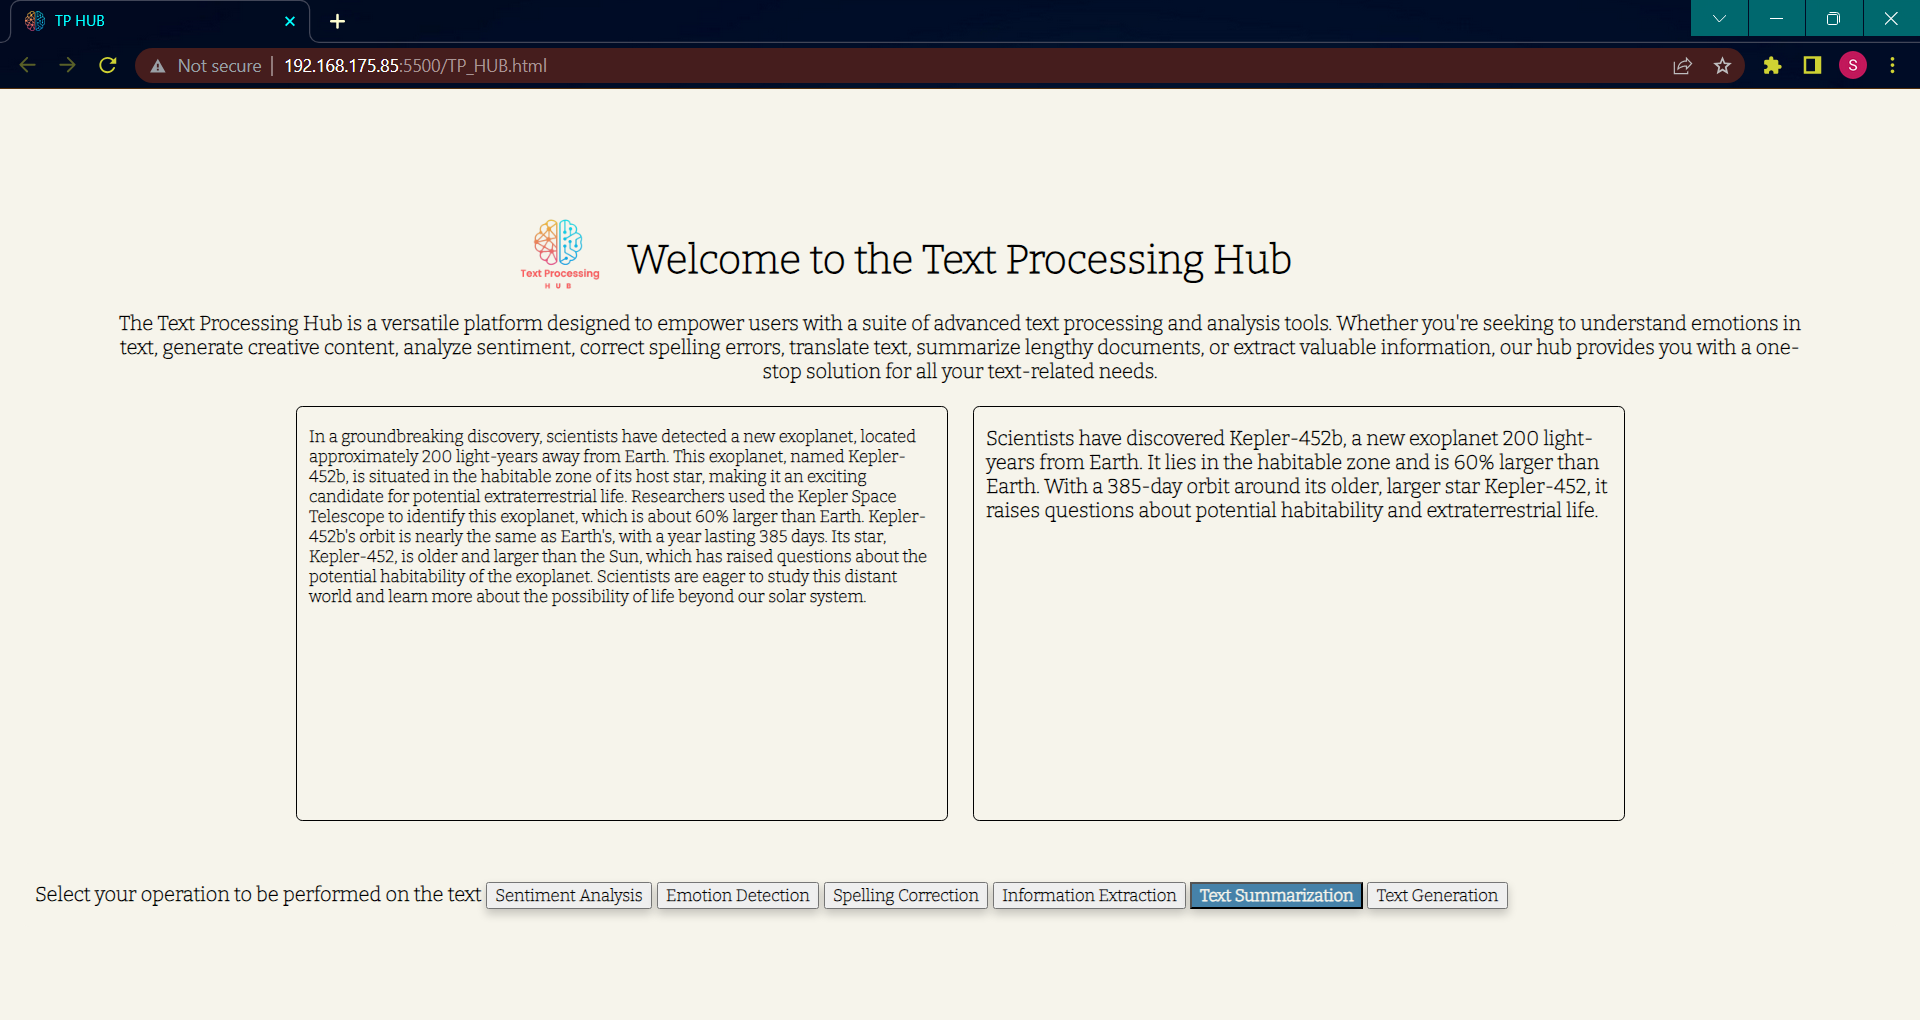 TP HUB
Not secure | 192.168.175.85:5500/TP_HUB.html
S
Text Processing
HUB
Welcome to the Text Processing Hub
The Text Processing Hub is a versatile platform designed to empower users with a suite of advanced text processing and analysis tools. Whether you're seeking to understand emotions in
text, generate creative content, analyze sentiment, correct spelling errors, translate text, summarize lengthy documents, or extract valuable information, our hub provides you with a one-
stop solution for all your text-related needs.
In a groundbreaking discovery, scientists have detected a new exoplanet, located
approximately 200 light-years away from Earth. This exoplanet, named Kepler-
452b, is situated in the habitable zone of its host star, making it an exciting
candidate for potential extraterrestrial life. Researchers used the Kepler Space
Telescope to identify this exoplanet, which is about 60% larger than Earth. Kepler-
452b's orbit is nearly the same as Earth's, with a year lasting 385 days. Its star,
Kepler-452, is older and larger than the Sun, which has raised questions about the
potential habitability of the exoplanet. Scientists are eager to study this distant
world and learn more about the possibility of life beyond our solar system.
Scientists have discovered Kepler-452b, a new exoplanet 200 light-
years from Earth. It lies in the habitable zone and is 60% larger than
Earth. With a 385-day orbit around its older, larger star Kepler-452, it
raises questions about potential habitability and extraterrestrial life.
Select your operation to be performed on the text Sentiment Analysis Emotion Detection Spelling Correction Information Extraction Text Summarization Text Generation